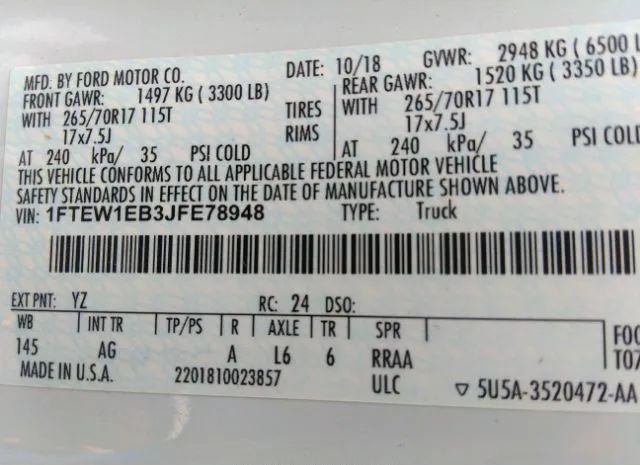 MFD. BY FORD MOTOR CO.
DATE: 10/18 GVWR: 2948 KG ( 6500 L
FRONT GAWR: 1497 KG ( 3300 LB)
REAR GAWR: 1520 KG ( 3350 LB)
WITH 265/70R17 115T TIRES WITH 265/70R17 115T
17x7.5J RIMS 17x7.5J
AT 240 kPa/ 35 PSI COLD AT 240 kPa/ 35 PSI COL
THIS VEHICLE CONFORMS TO ALL APPLICABLE FEDERAL MOTOR VEHICLE
SAFETY STANDARDS IN EFFECT ON THE DATE OF MANUFACTURE SHOWN ABOVE.
VIN: 1FTEW1EB3JFE78948 TYPE: Truck
EXT PNT: YZ RC: 24 DSO:
WB INT TR TP/PS R AXLE TR SPR
145 AG A L6 6 RRAA
FOC
T07
MADE IN U.S.A. 2201810023857 ULC ▽ 5U5A-3520472-AA